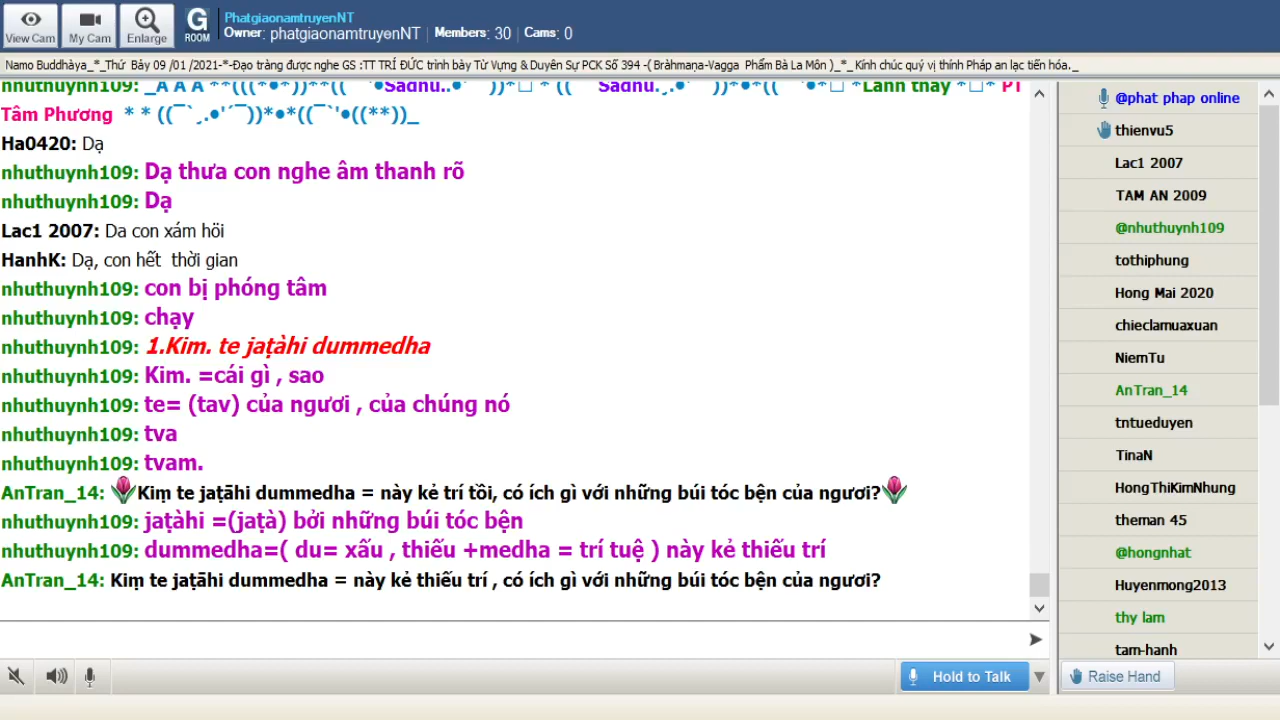 PhatgiaonamtruyenNT
View Cam My Cam Enlarge G ROOM Owner: phatgiaonamtruyenNT Members: 30 Cams: 0
Namo Buddhàya_*_Thứ Bảy 09 /01 /2021-*-Đạo tràng được nghe GS :TT TRÍ ĐỨC trình bày Từ Vựng & Duyên Sự PCK Số 394 -( Bràhmaṇa-Vagga Phẩm Bà La Môn )_*_ Kính chúc quý vị thính Pháp an lạc tiến hóa._
Tâm Phương * * ((¯`¸.●'´¯))*●*((¯`'●((**))_
Ha0420: Dạ
nhuthuynh109: Dạ thưa con nghe âm thanh rõ
nhuthuynh109: Dạ
Lac1 2007: Da con xám höi
HanhK: Dạ, con hết thời gian
nhuthuynh109: con bị phóng tâm
nhuthuynh109: chạy
nhuthuynh109: 1.Kim. te jaṭàhi dummedha
nhuthuynh109: Kim. =cái gì , sao
nhuthuynh109: te= (tav) của ngươi , của chúng nó
nhuthuynh109: tva
nhuthuynh109: tvam.
AnTran_14: Kiṃ te jaṭāhi dummedha = này kẻ trí tồi, có ích gì với những búi tóc bện của ngươi?
nhuthuynh109: jaṭàhi =(jaṭà) bởi những búi tóc bện
nhuthuynh109: dummedha=( du= xấu , thiếu +medha = trí tuệ ) này kẻ thiếu trí
AnTran_14: Kiṃ te jaṭāhi dummedha = này kẻ thiếu trí , có ích gì với những búi tóc bện của ngươi?
@phat phap online
thienvu5
Lac1 2007
TAM AN 2009
@nhuthuynh109
tothiphung
Hong Mai 2020
chieclamuaxuan
NiemTu
AnTran_14
tntueduyen
TinaN
HongThiKimNhung
theman 45
@hongnhat
Huyenmong2013
thy lam
tam-hanh
Hold to Talk
Raise Hand